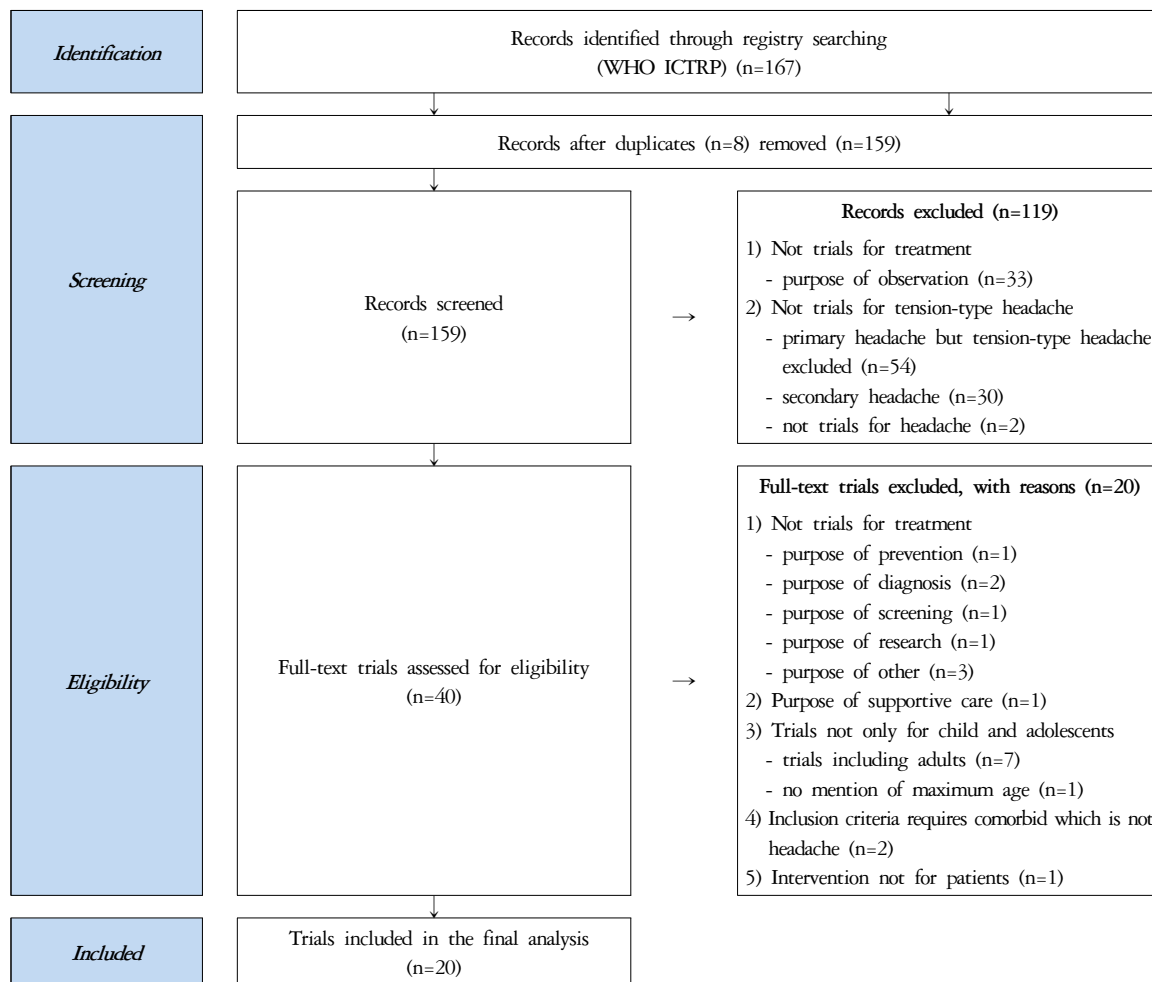 Identification
Records identified through registry searching
(WHO ICTRP) (n=167)
Screening
Records after duplicates (n=8) removed (n=159)
Records screened
(n=159)
→
Records excluded (n=119)
1) Not trials for treatment
- purpose of observation (n=33)
2) Not trials for tension-type headache
- primary headache but tension-type headache
excluded (n=54)
- secondary headache (n=30)
- not trials for headache (n=2)
Eligibility
Full-text trials assessed for eligibility
(n=40)
→
Full-text trials excluded, with reasons (n=20)
1) Not trials for treatment
- purpose of prevention (n=1)
- purpose of diagnosis (n=2)
- purpose of screening (n=1)
- purpose of research (n=1)
- purpose of other (n=3)
2) Purpose of supportive care (n=1)
3) Trials not only for child and adolescents
- trials including adults (n=7)
- no mention of maximum age (n=1)
4) Inclusion criteria requires comorbid which is not
headache (n=2)
5) Intervention not for patients (n=1)
Included
Trials included in the final analysis
(n=20)